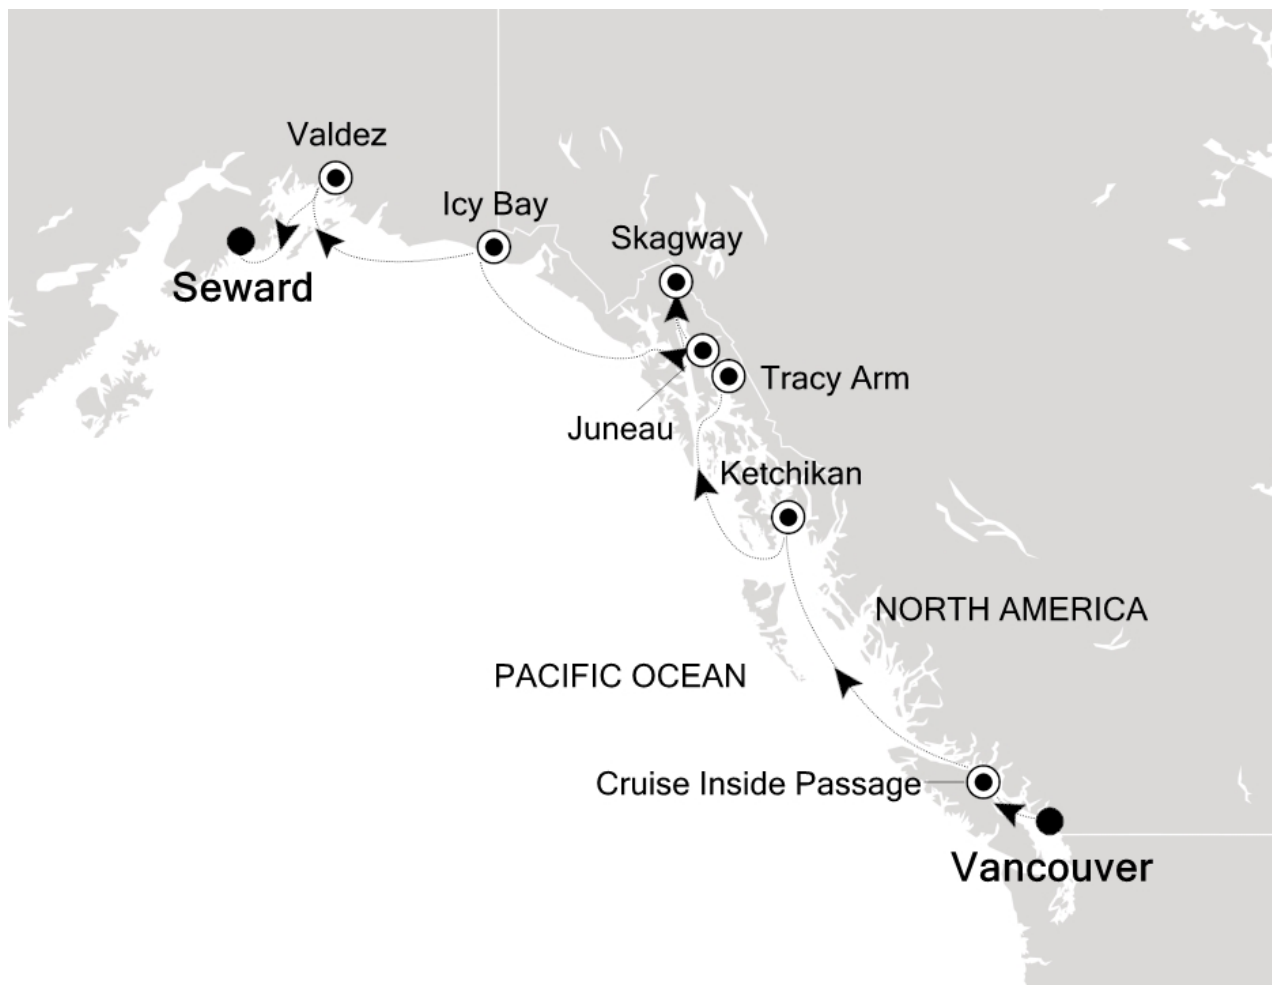 Valdez
Icy Bay
Skagway
Seward
Tracy Arm
Juneau
Ketchikan
NORTH AMERICA
PACIFIC OCEAN
Cruise Inside Passage
Vancouver